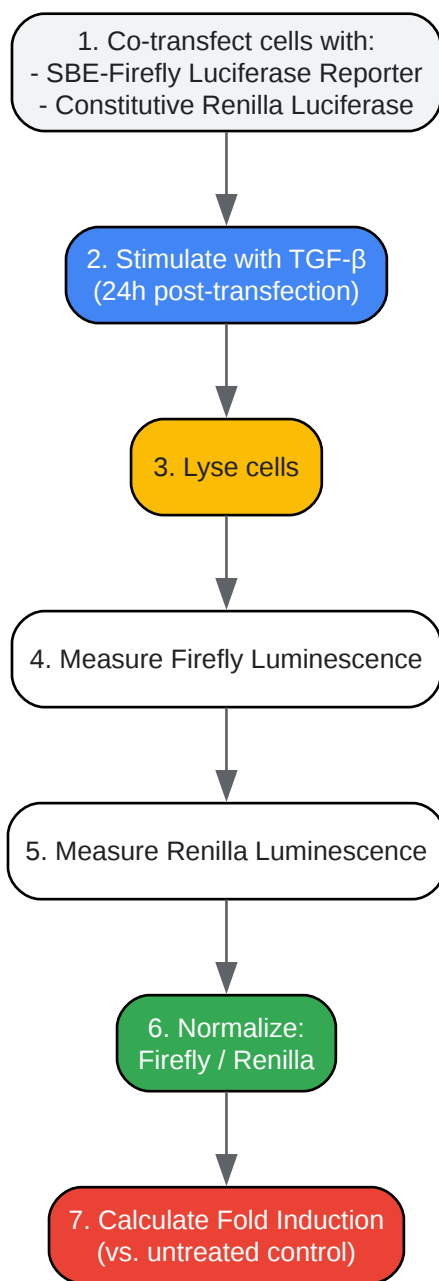 1. Co-transfect cells with:
- SBE-Firefly Luciferase Reporter
- Constitutive Renilla Luciferase
2. Stimulate with TGF-β
(24h post-transfection)
3. Lyse cells
4. Measure Firefly Luminescence
5. Measure Renilla Luminescence
6. Normalize:
Firefly / Renilla
7. Calculate Fold Induction
(vs. untreated control)